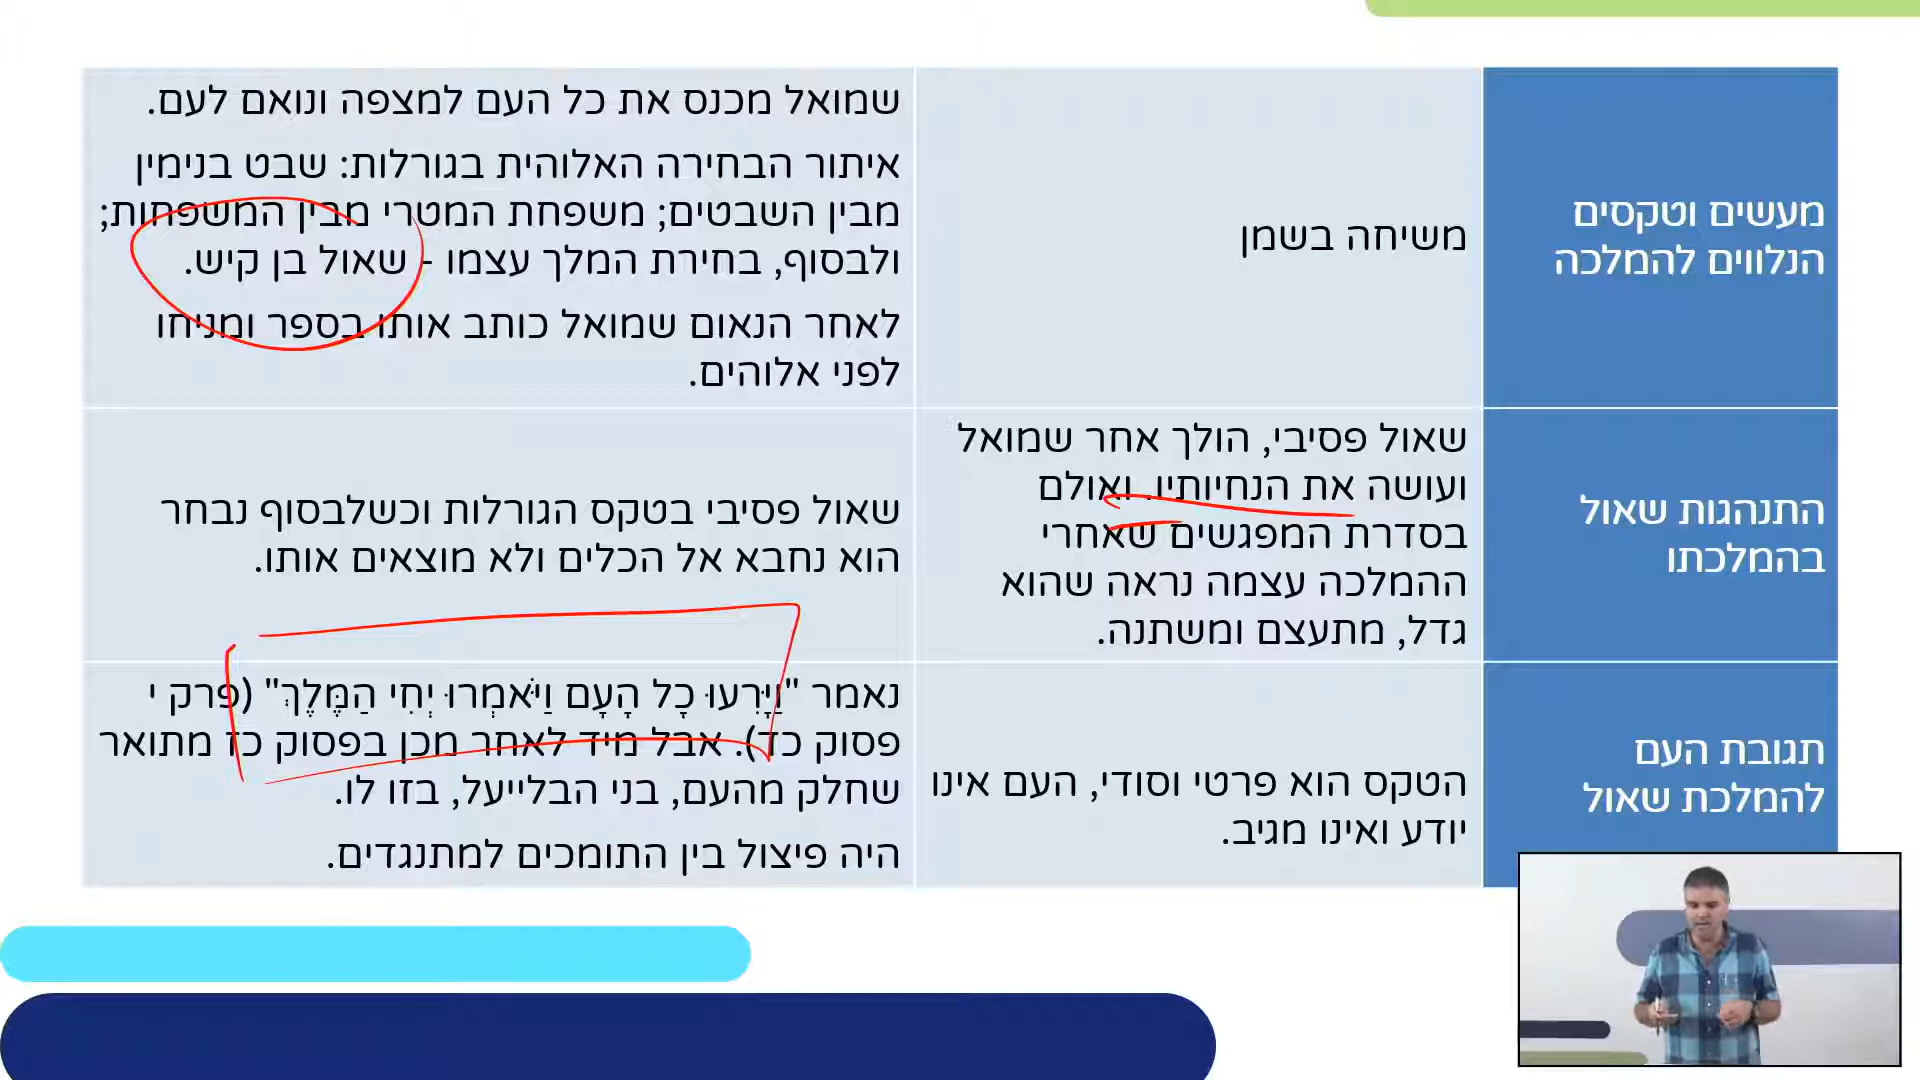 מעשים וטקסים
הנלווים להמלכה
משיחה בשמן
שמואל מכנס את כל העם למצפה ונואם לעם.
איתור הבחירה האלוהית בגורלות: שבט בנימין
מבין השבטים; משפחת המטרי מבין המשפחות;
ולבסוף, בחירת המלך עצמו - שאול בן קיש.
לאחר הנאום שמואל כותב אותו בספר ומניחו
לפני אלוהים.
התנהגות שאול
בהמלכתו
שאול פסיבי, הולך אחר שמואל
ועושה את הנחיותיו. ואולם
בסדרת המפגשים שאחרי
ההמלכה עצמה נראה שהוא
גדל, מתעצם ומשתנה.
שאול פסיבי בטקס הגורלות וכשלבסוף נבחר
הוא נחבא אל הכלים ולא מוצאים אותו.
תגובת העם
להמלכת שאול
הטקס הוא פרטי וסודי, העם אינו
יודע ואינו מגיב.
נאמר "וַיָּרִעוּ כָל הָעָם וַיֹּאמְרוּ יְחִי הַמֶּלֶךְ" (פרק י
פסוק כד). אבל מיד לאחר מכן בפסוק כז מתואר
שחלק מהעם, בני הבלייעל, בזו לו.
היה פיצול בין התומכים למתנגדים.